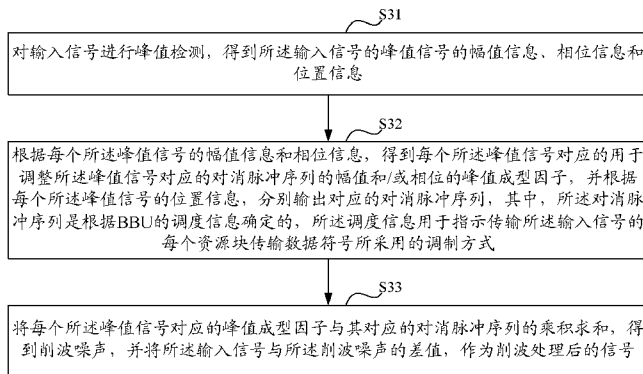 S31
对输入信号进行峰值检测，得到所述输入信号的峰值信号的幅值信息、相位信息和
位置信息
S32
根据每个所述峰值信号的幅值信息和相位信息，得到每个所述峰值信号对应的用于
调整所述峰值信号对应的对消脉冲序列的幅值和/或相位的峰值成型因子，并根据
每个所述峰值信号的位置信息，分别输出对应的对消脉冲序列，其中，所述对消脉
冲序列是根据BBU的调度信息确定的，所述调度信息用于指示传输所述输入信号的
每个资源块传输数据符号所采用的调制方式
S33
将每个所述峰值信号对应的峰值成型因子与其对应的对消脉冲序列的乘积求和，得
到削波噪声，并将所述输入信号与所述削波噪声的差值，作为削波处理后的信号